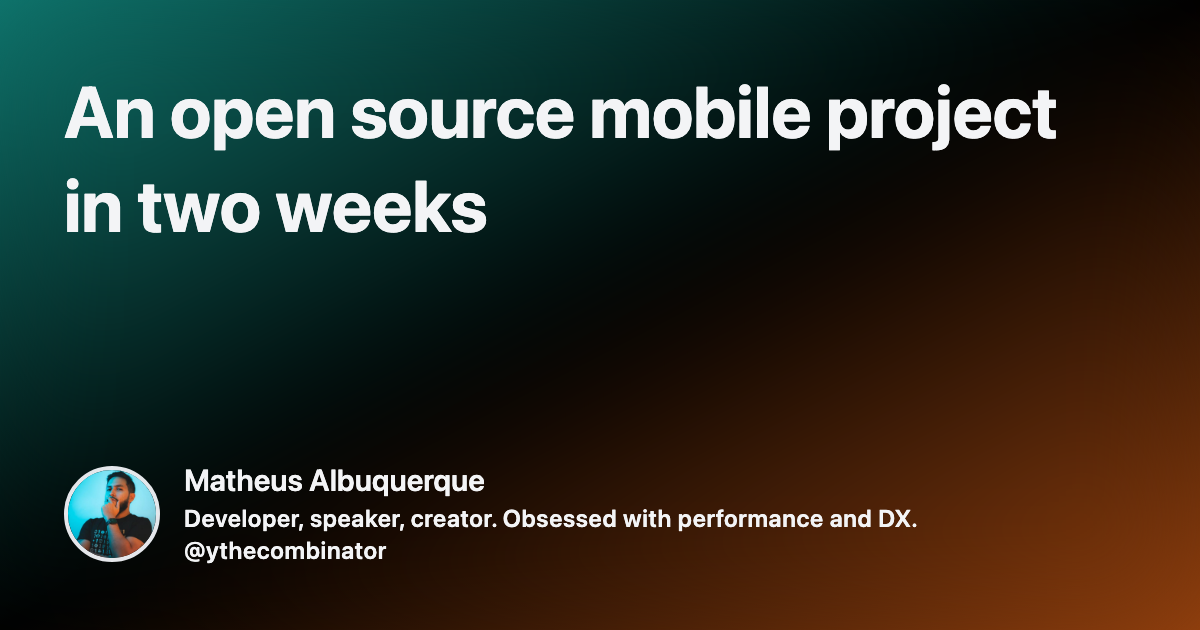 An open source mobile project
in two weeks
Matheus Albuquerque
Developer, speaker, creator. Obsessed with performance and DX.
@ythecombinator